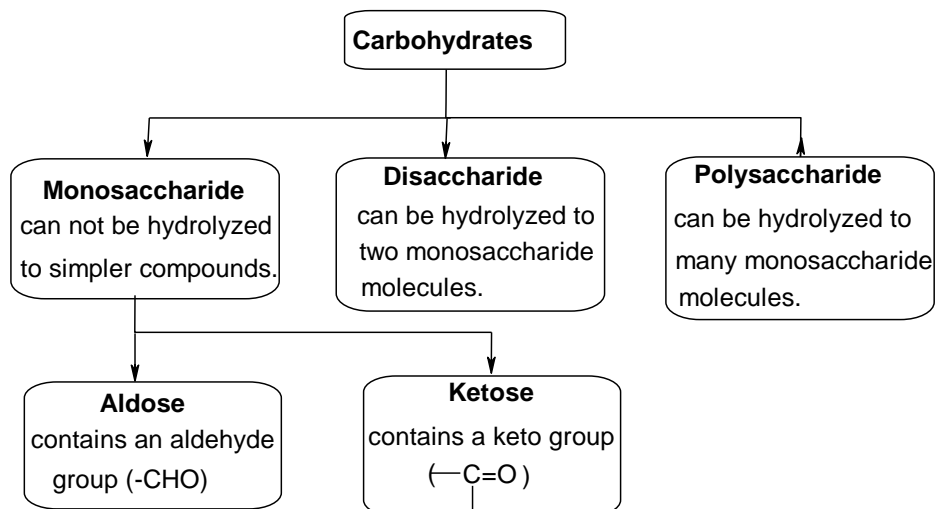 Carbohydrates
Monosaccharide
can not be hydrolyzed
to simpler compounds.
Disaccharide
can be hydrolyzed to
two monosaccharide
molecules.
Polysaccharide
can be hydrolyzed to
many monosaccharide
molecules.
Aldose
contains an aldehyde
group (-CHO)
Ketose
contains a keto group
(—C=O)